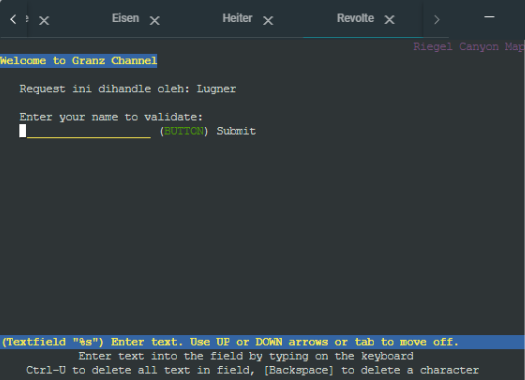 Eisen Heiter Revolte
Riegel Canyon Map
Welcome to Granz Channel
Request ini dihandle oleh: Lugner
Enter your name to validate:
(BUTTON) Submit
(Textfield "%s") Enter text. Use UP or DOWN arrows or tab to move off.
Enter text into the field by typing on the keyboard
Ctrl-U to delete all text in field, [Backspace] to delete a character